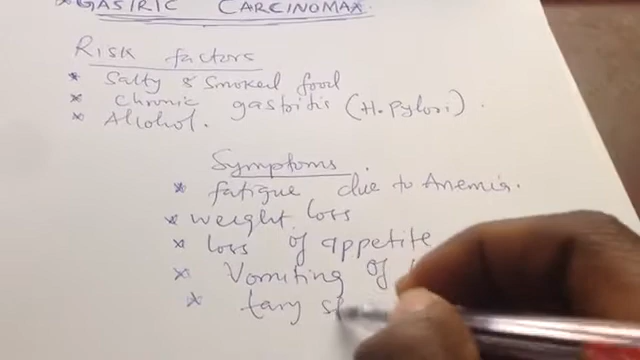 * GASTRIC CARCINOMAX
Risk factors
* Salty & Smoked food
* Chronic gastritis (H. pylori).
* Alcohol.
Symptoms.
* fatigue due to Anemia.
* weight loss
* loss of appetite
* Vomiting of
* tary